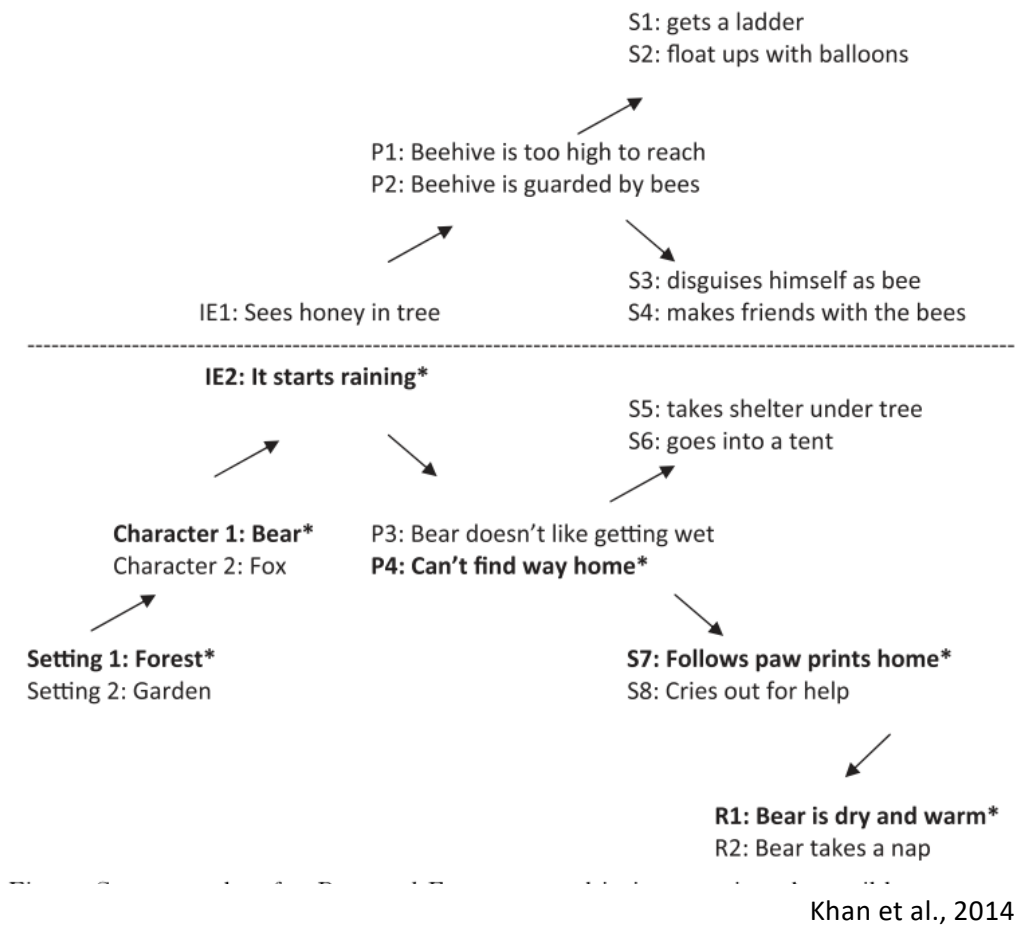 S1: gets a ladder
S2: float ups with balloons
P1: Beehive is too high to reach
P2: Beehive is guarded by bees
S3: disguises himself as bee
IE1: Sees honey in tree
S4: makes friends with the bees
IE2: It starts raining*
S5: takes shelter under tree
S6: goes into a tent
Character 1: Bear*
Character 2: Fox
P3: Bear doesn't like getting wet
P4: Can't find way home*
Setting 1: Forest*
Setting 2: Garden
S7: Follows paw prints home*
S8: Cries out for help
R1: Bear is dry and warm*
R2: Bear takes a nap
Khan et al., 2014